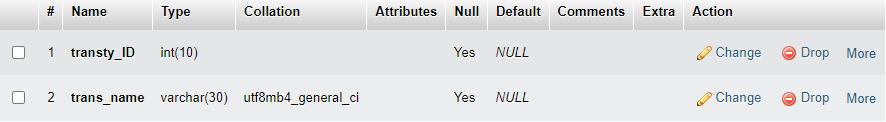 # Name Type Collation Attributes Null Default Comments Extra Action
1 transty_ID int(10) Yes NULL Change Drop More
2 trans_name varchar(30) utf8mb4_general_ci Yes NULL Change Drop More